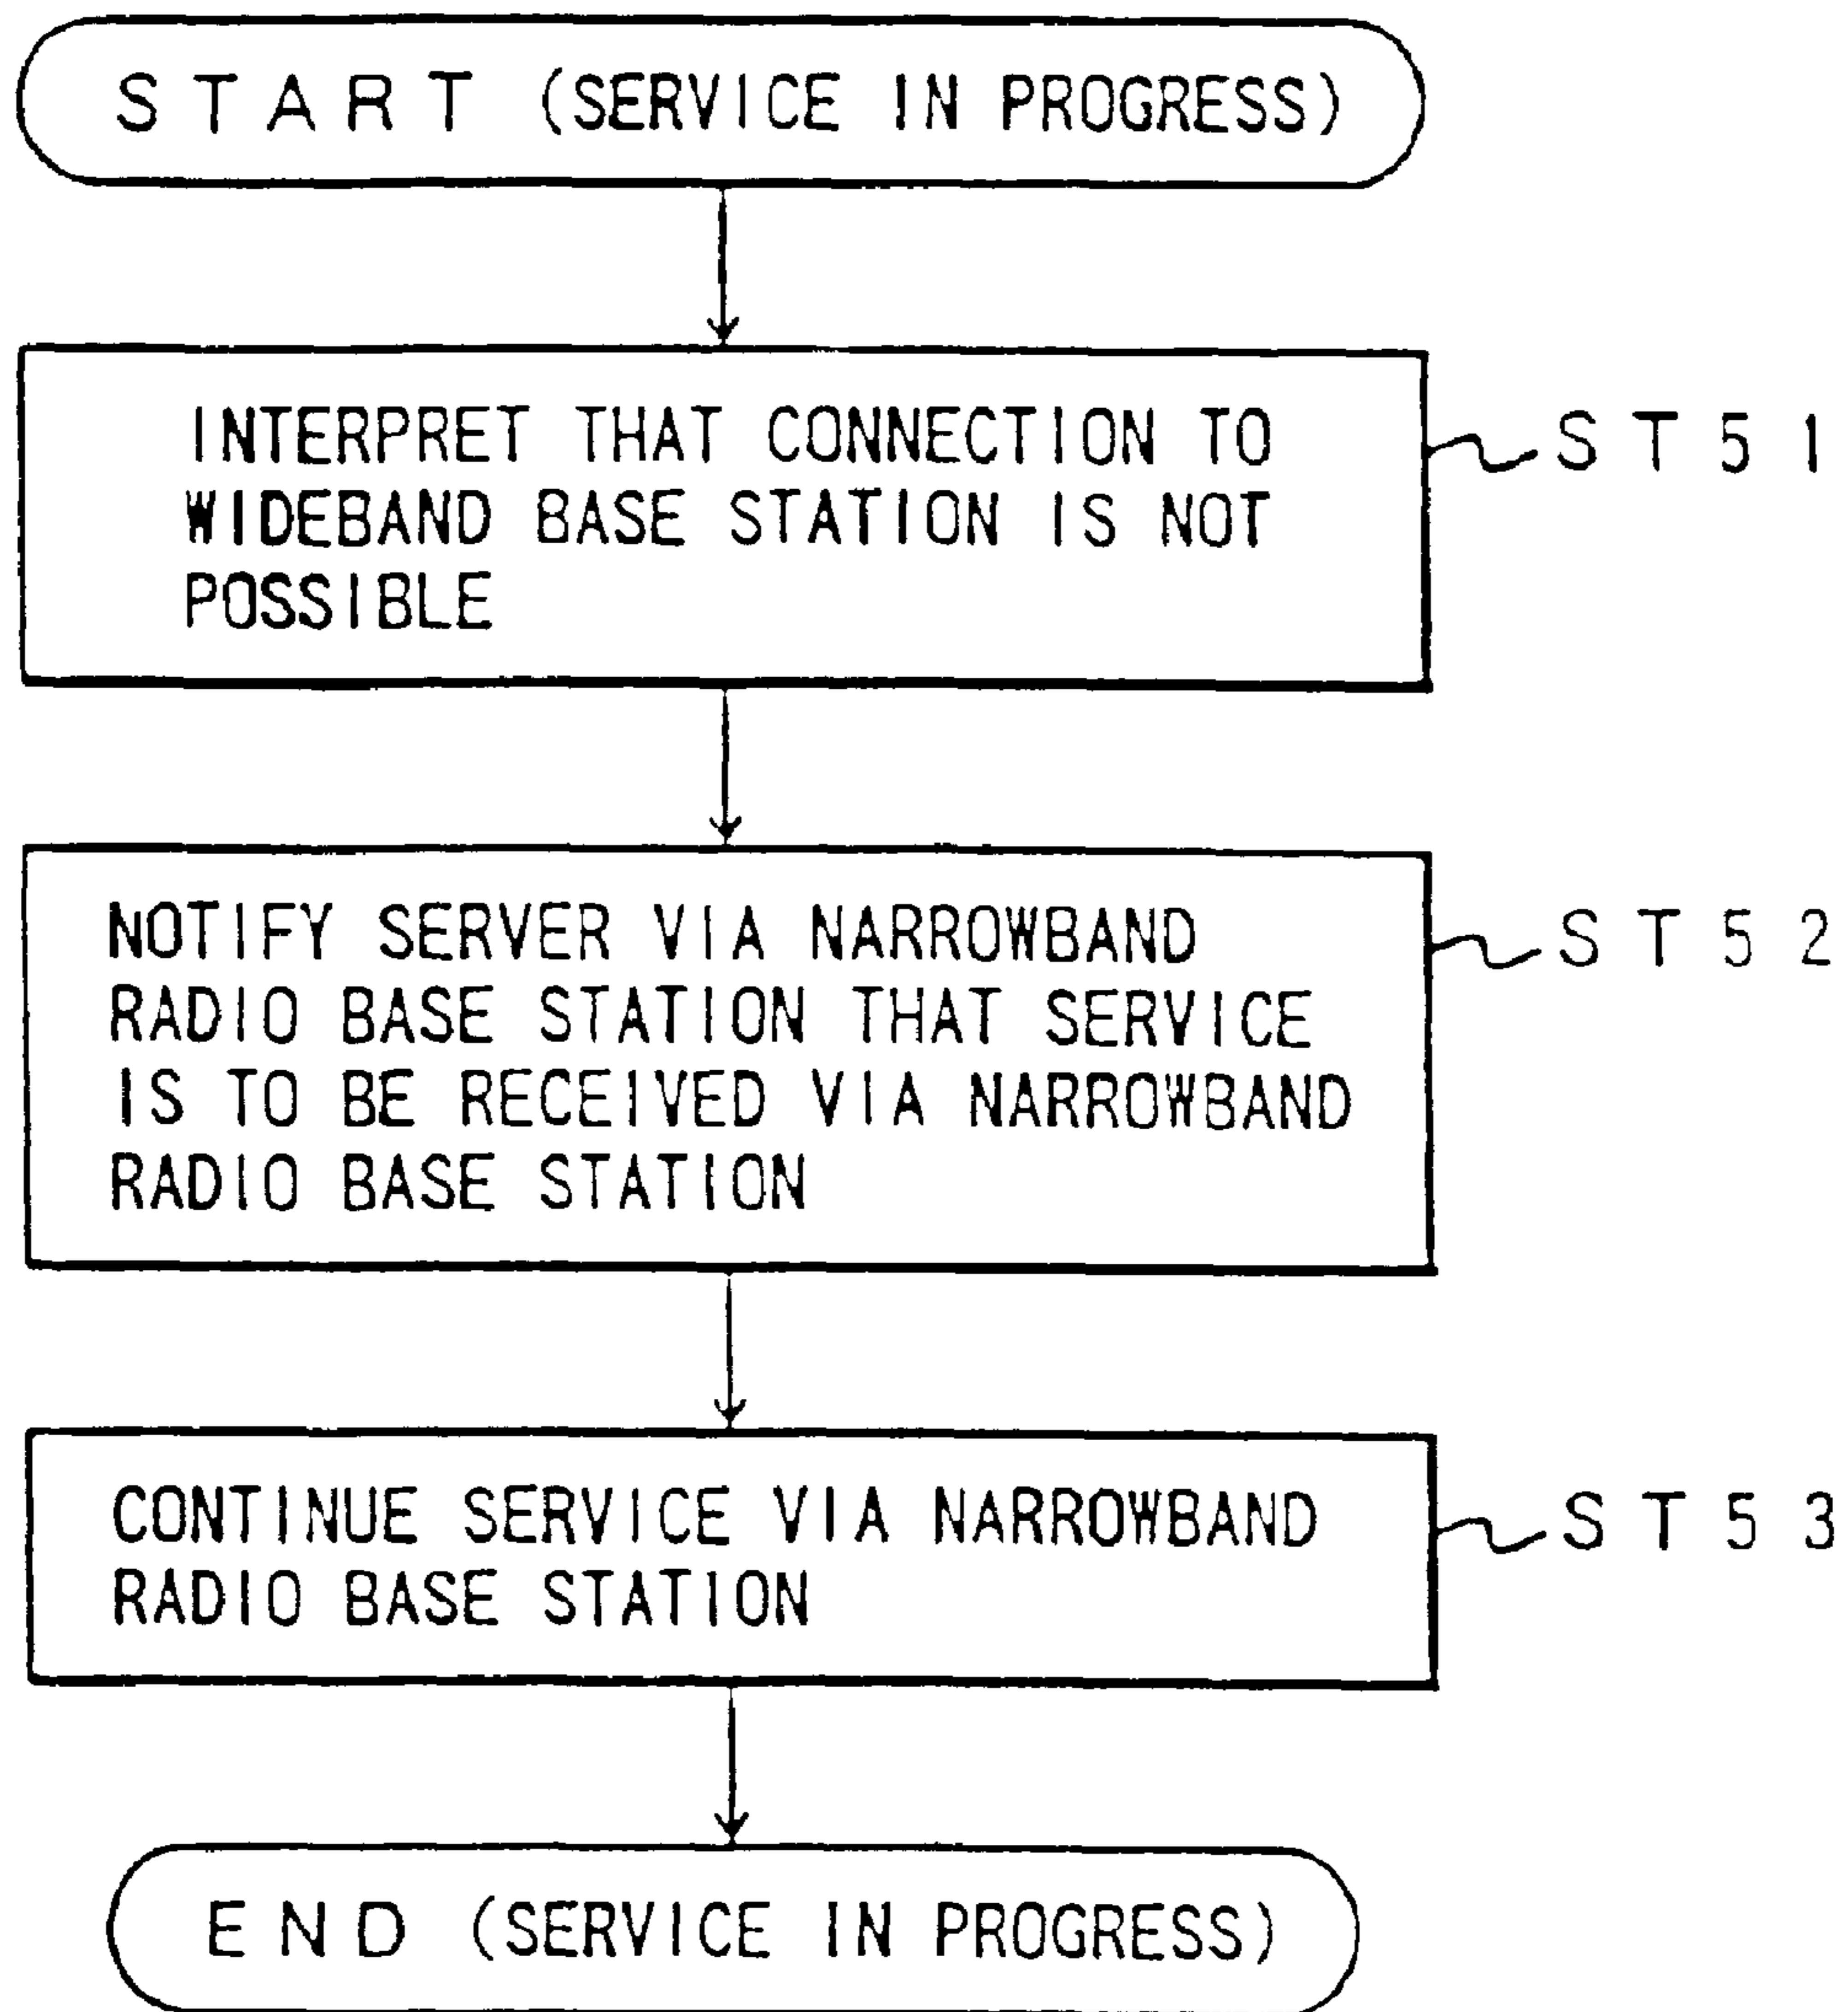 START (SERVICE IN PROGRESS)
INTERPRET THAT CONNECTION TO
WIDEBAND BASE STATION IS NOT
POSSIBLE
ST51
NOTIFY SERVER VIA NARROWBAND
RADIO BASE STATION THAT SERVICE
IS TO BE RECEIVED VIA NARROWBAND
RADIO BASE STATION
ST52
CONTINUE SERVICE VIA NARROWBAND
RADIO BASE STATION
ST53
END (SERVICE IN PROGRESS)